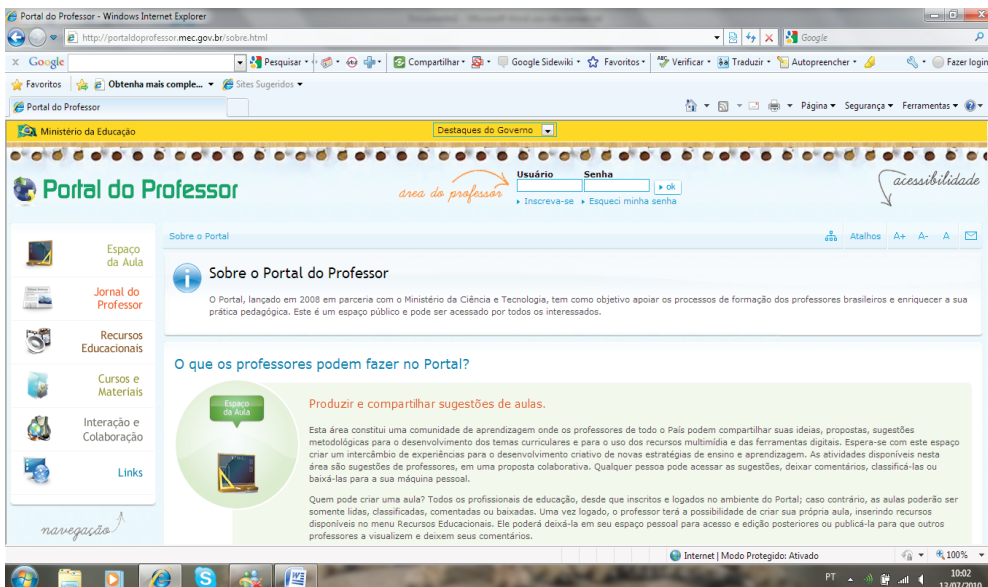 Portal do Professor - Windows Internet Explorer
http://portaldoprofessor.mec.gov.br/sobre.html
Google
x Google Pesquisar Compartilhar Google Sidewiki Favoritos Verificar Traduzir Autopreencher Fazer login
Favoritos Obtenha mais comple... Sites Sugeridos
Portal do Professor Página Segurança Ferramentas
Ministério da Educação Destaques do Governo
Portal do Professor
área do professor
Usuário Senha
ok
Inscreva-se Esqueci minha senha
acessibilidade
Espaço
da Aula
Jornal do
Professor
Recursos
Educacionais
Cursos e
Materiais
Interação e
Colaboração
Links
navegação
Sobre o Portal Atalhos A+ A- A
Sobre o Portal do Professor
O Portal, lançado em 2008 em parceria com o Ministério da Ciência e Tecnologia, tem como objetivo apoiar os processos de formação dos professores brasileiros e enriquecer a sua
prática pedagógica. Este é um espaço público e pode ser acessado por todos os interessados.
O que os professores podem fazer no Portal?
Espaço
da Aula
Produzir e compartilhar sugestões de aulas.
Esta área constitui uma comunidade de aprendizagem onde os professores de todo o País podem compartilhar suas ideias, propostas, sugestões
metodológicas para o desenvolvimento dos temas curriculares e para o uso dos recursos multimídia e das ferramentas digitais. Espera-se com este espaço
criar um intercâmbio de experiências para o desenvolvimento criativo de novas estratégias de ensino e aprendizagem. As atividades disponíveis nesta
área são sugestões de professores, em uma proposta colaborativa. Qualquer pessoa pode acessar as sugestões, deixar comentários, classificá-las ou
baixá-las para a sua máquina pessoal.
Quem pode criar uma aula? Todos os profissionais de educação, desde que inscritos e logados no ambiente do Portal; caso contrário, as aulas poderão ser
somente lidas, classificadas, comentadas ou baixadas. Uma vez logado, o professor terá a possibilidade de criar sua própria aula, inserindo recursos
disponíveis no menu Recursos Educacionais. Ele poderá deixá-la em seu espaço pessoal para acesso e edição posteriores ou publicá-la para que outros
professores a visualizem e deixem seus comentários.
Internet | Modo Protegido: Ativado 100%
PT 10:02
13/07/2010